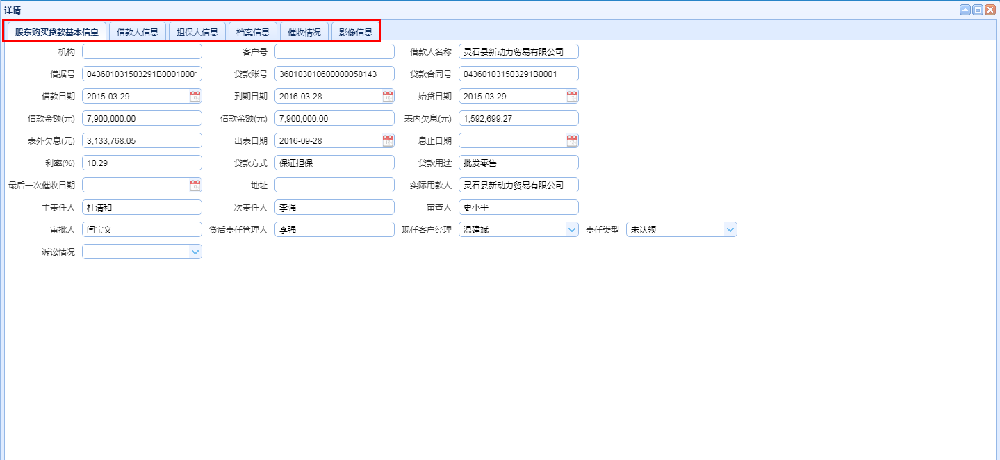 详情
股东购买贷款基本信息 借款人信息 担保人信息 档案信息 催收情况 影像信息
机构 客户号 借款人名称 灵石县新动力贸易有限公司
借据号 043601031503291B00010001 贷款账号 360103010600000058143 贷款合同号 043601031503291B0001
借款日期 2015-03-29 到期日期 2016-03-28 始贷日期 2015-03-29
借款金额(元) 7,900,000.00 借款余额(元) 7,900,000.00 表内欠息(元) 1,592,699.27
表外欠息(元) 3,133,768.05 出表日期 2016-09-28 息止日期
利率(%) 10.29 贷款方式 保证担保 贷款用途 批发零售
最后一次催收日期 地址 实际用款人 灵石县新动力贸易有限公司
主责任人 杜清和 次责任人 李强 审查人 史小平
审批人 闫宝义 贷后责任管理人 李强 现任客户经理 温建斌 责任类型 未认领
诉讼情况